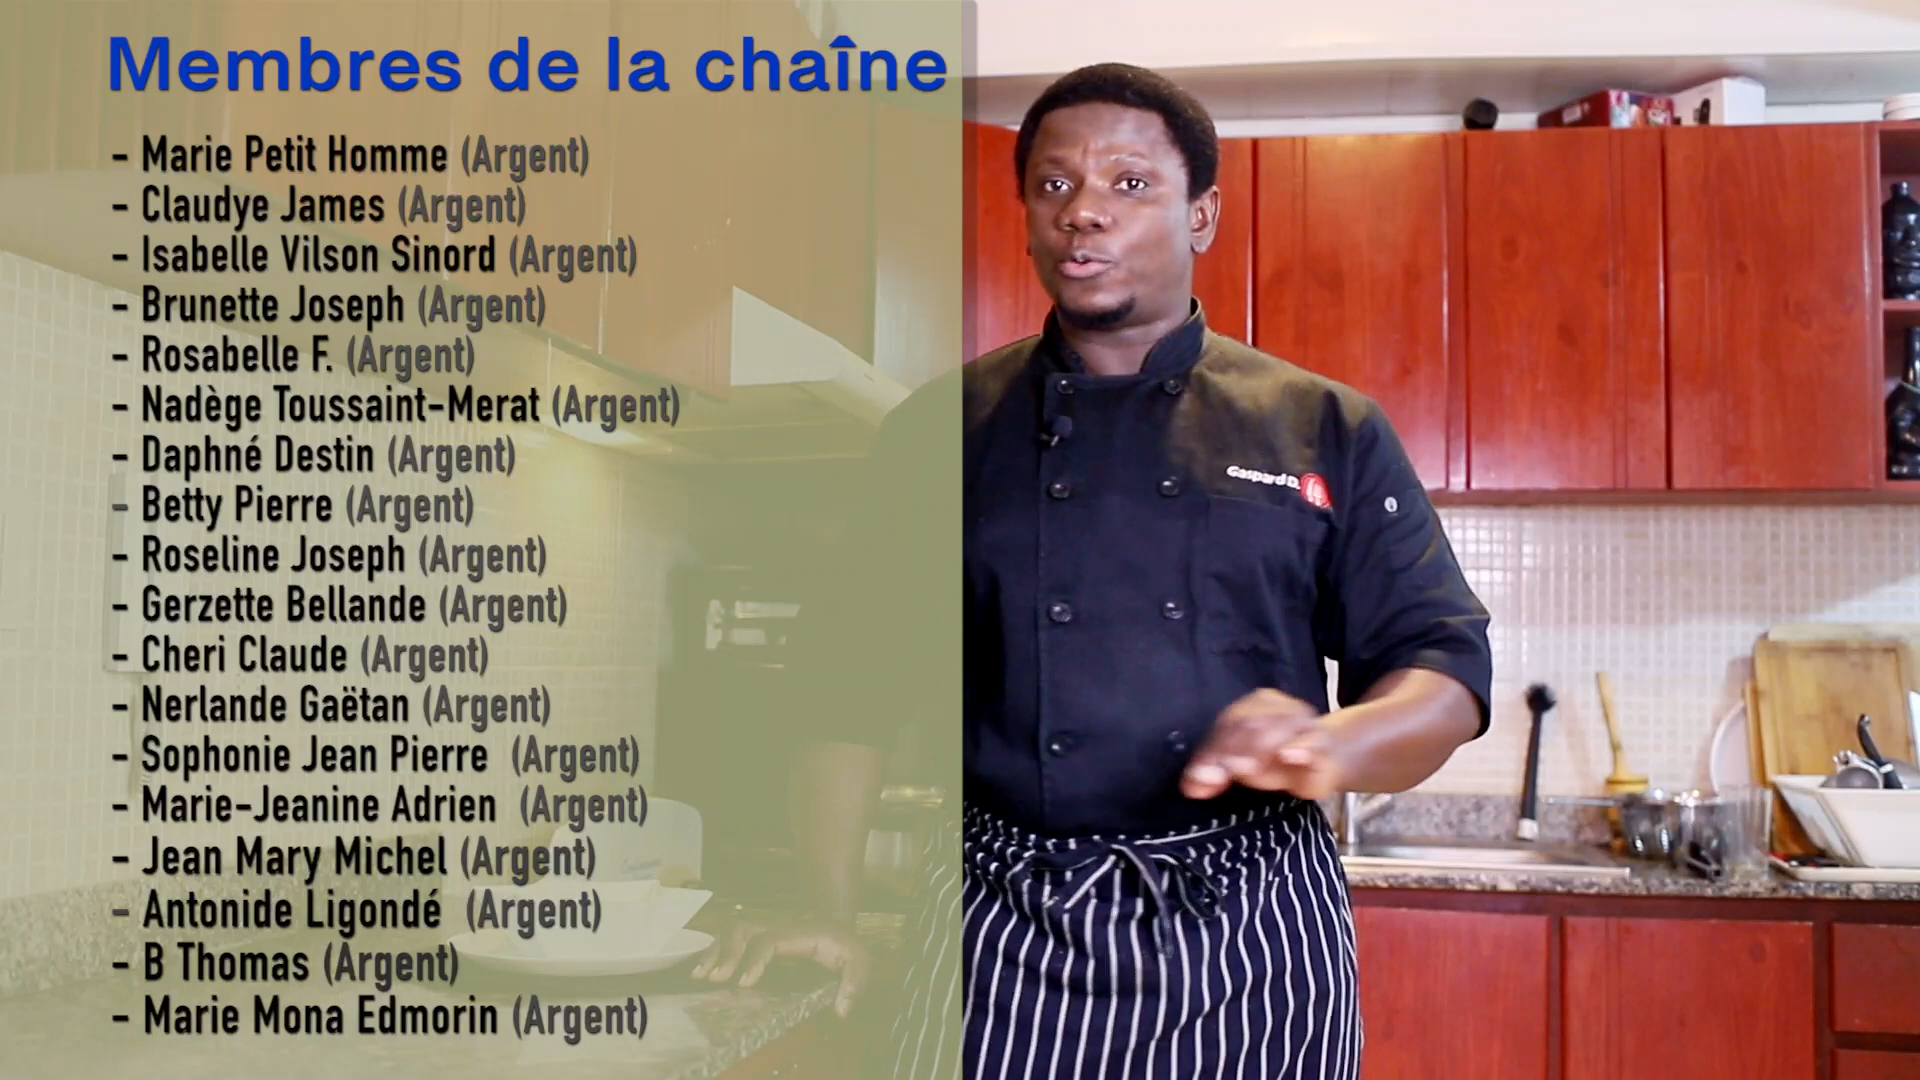 Membres de la chaîne
- Marie Petit Homme (Argent)
- Claudye James (Argent)
- Isabelle Vilson Sinord (Argent)
- Brunette Joseph (Argent)
- Rosabelle F. (Argent)
- Nadège Toussaint-Merat (Argent)
- Daphné Destin (Argent)
- Betty Pierre (Argent)
- Roseline Joseph (Argent)
- Gerzette Bellande (Argent)
- Cheri Claude (Argent)
- Nerlande Gaëtan (Argent)
- Sophonie Jean Pierre (Argent)
- Marie-Jeanine Adrien (Argent)
- Jean Mary Michel (Argent)
- Antonide Ligondé (Argent)
- B Thomas (Argent)
- Marie Mona Edmorin (Argent)
Gaspard D.